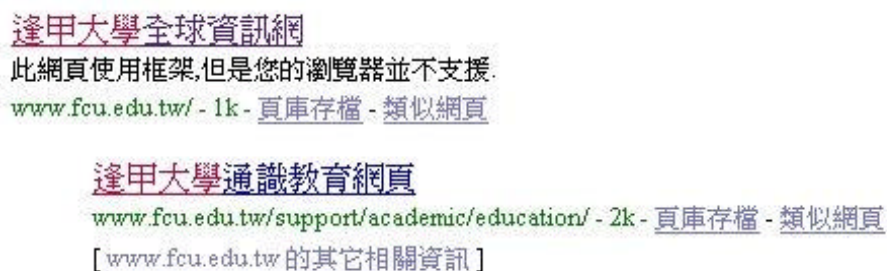 逢甲大學全球資訊網
此網頁使用框架,但是您的瀏覽器並不支援.
www.fcu.edu.tw/ - 1k - 頁庫存檔 - 類似網頁
逢甲大學通識教育網頁
www.fcu.edu.tw/support/academic/education/ - 2k - 頁庫存檔 - 類似網頁
[ www.fcu.edu.tw 的其它相關資訊 ]